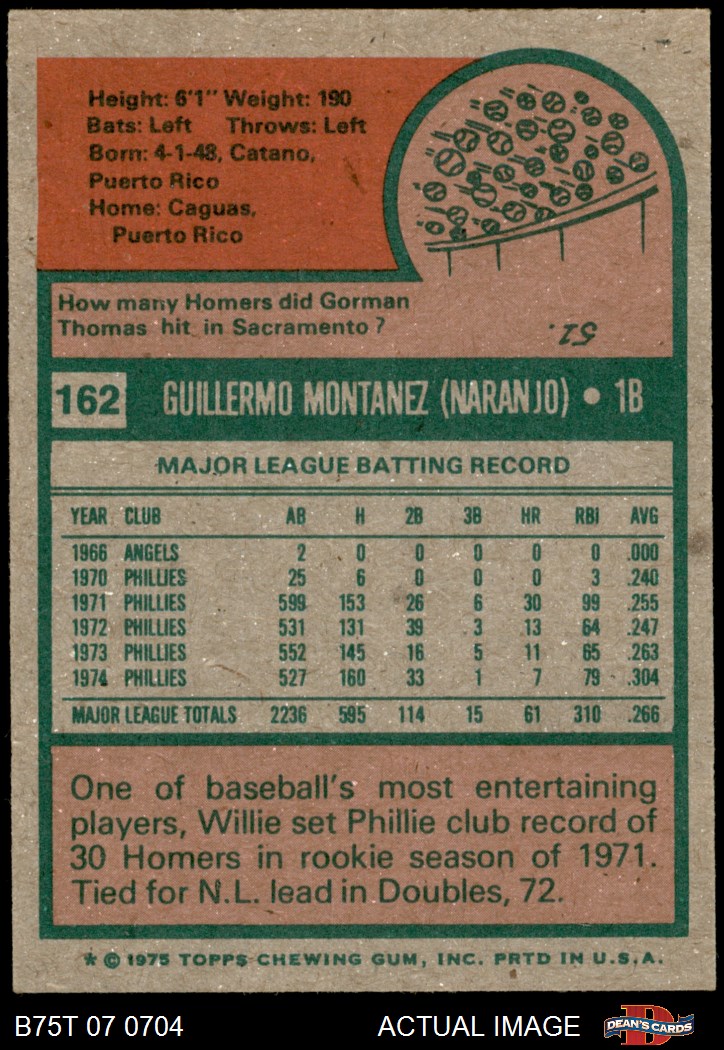 Height: 6'1" Weight: 190
Bats: Left Throws: Left
Born: 4-1-48, Catano,
Puerto Rico
Home: Caguas,
Puerto Rico
How many Homers did Gorman
Thomas hit in Sacramento?
51.
162 GUILLERMO MONTANEZ (NARANJO) • 1B
MAJOR LEAGUE BATTING RECORD
YEAR CLUB AB H 2B 3B HR RBI AVG
1966 ANGELS 2 0 0 0 0 0 .000
1970 PHILLIES 25 6 0 0 0 3 .240
1971 PHILLIES 599 153 26 6 30 99 .255
1972 PHILLIES 531 131 39 3 13 64 .247
1973 PHILLIES 552 145 16 5 11 65 .263
1974 PHILLIES 527 160 33 1 7 79 .304
MAJOR LEAGUE TOTALS 2236 595 114 15 61 310 .266
One of baseball's most entertaining
players, Willie set Phillie club record of
30 Homers in rookie season of 1971.
Tied for N.L. lead in Doubles, 72.
* © 1975 TOPPS CHEWING GUM, INC. PRTD IN U.S.A.
B75T 07 0704 ACTUAL IMAGE D DEAN'S CARDS